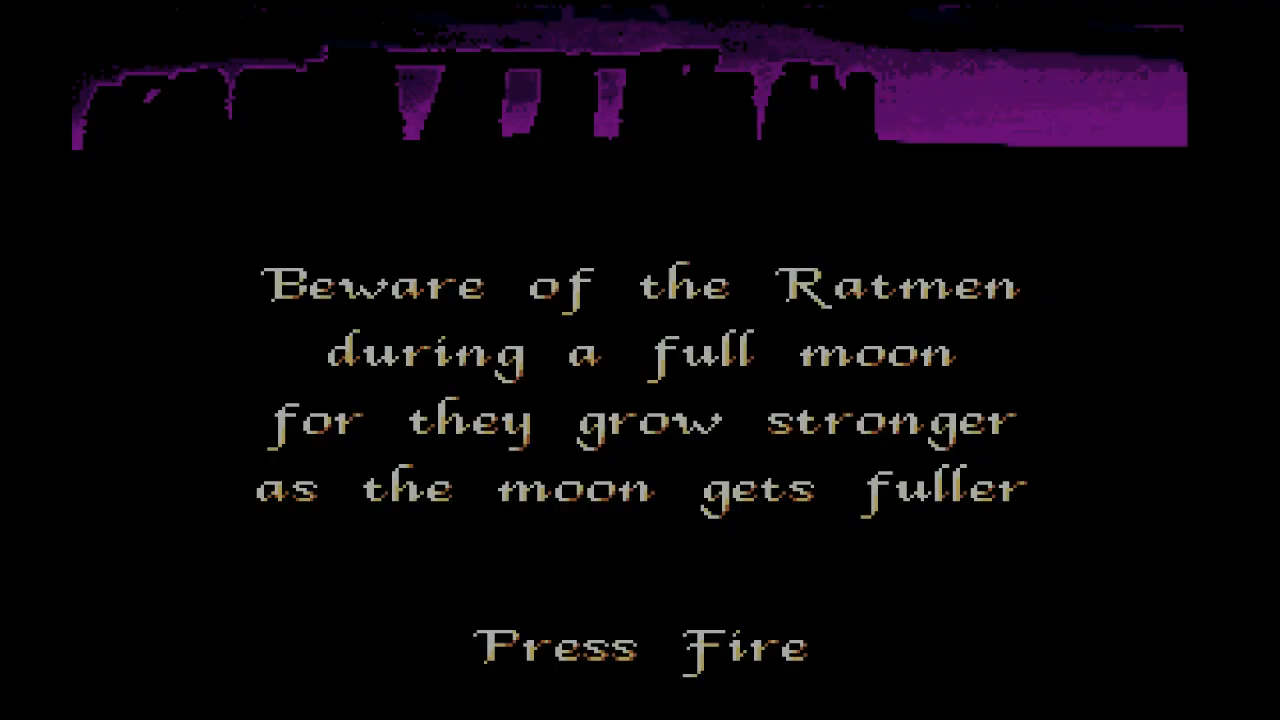 Beware of the Ratmen
during a full moon
for they grow stronger
as the moon gets fuller
Press Fire